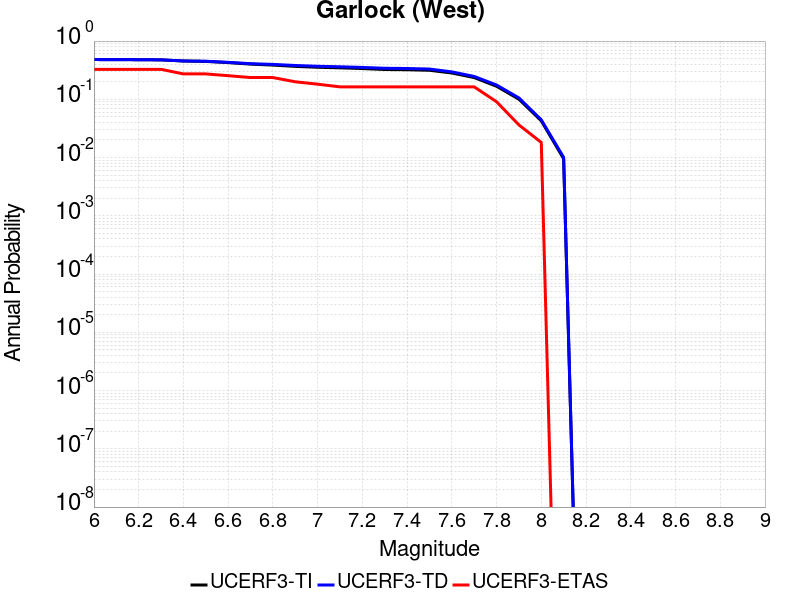 Garlock (West)
10^0
10^-1
10^-2
10^-3
10^-4
10^-5
10^-6
10^-7
10^-8
Annual Probability
6 6.2 6.4 6.6 6.8 7 7.2 7.4 7.6 7.8 8 8.2 8.4 8.6 8.8 9
Magnitude
UCERF3-TI UCERF3-TD UCERF3-ETAS